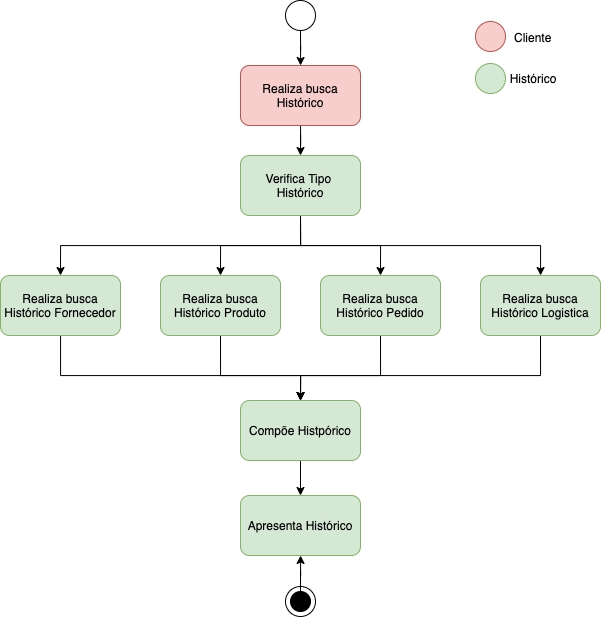 Cliente
Histórico
Realiza busca
Histórico
Verifica Tipo
Histórico
Realiza busca
Histórico Fornecedor
Realiza busca
Histórico Produto
Realiza busca
Histórico Pedido
Realiza busca
Histórico Logistica
Compõe Histpórico
Apresenta Histórico